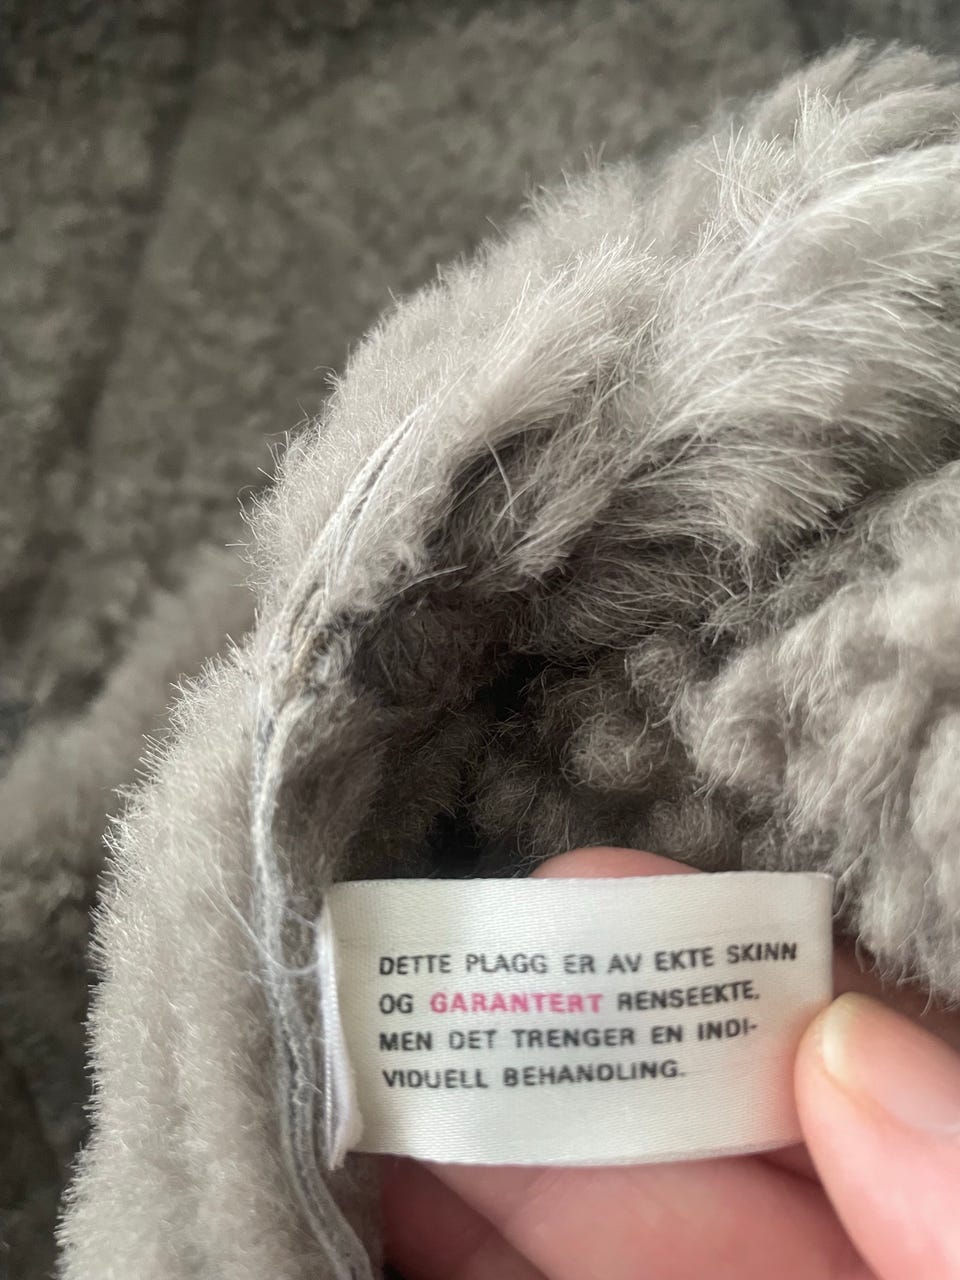 DETTE PLAGG ER AV EKTE SKINN
OG GARANTERT RENSEEKTE,
MEN DET TRENGER EN INDI-
VIDUELL BEHANDLING.